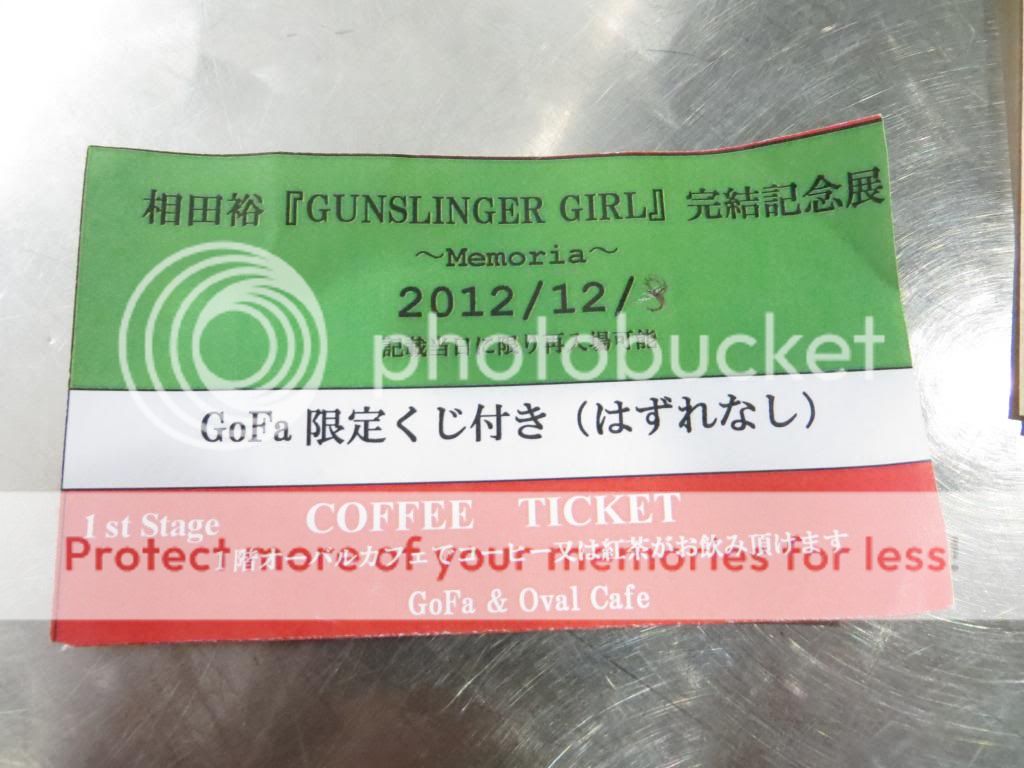 相田裕『GUNSLINGER GIRL』完結記念展
～Memoria～
2012/12/8
記載当日に限り再入場可能
photobucket
GoFa 限定くじ付き（はずれなし）
1 st Stage COFFEE TICKET
1階オーバルカフェでコーヒー又は紅茶がお飲み頂けます
Protect more of your memories for less!
GoFa & Oval Cafe